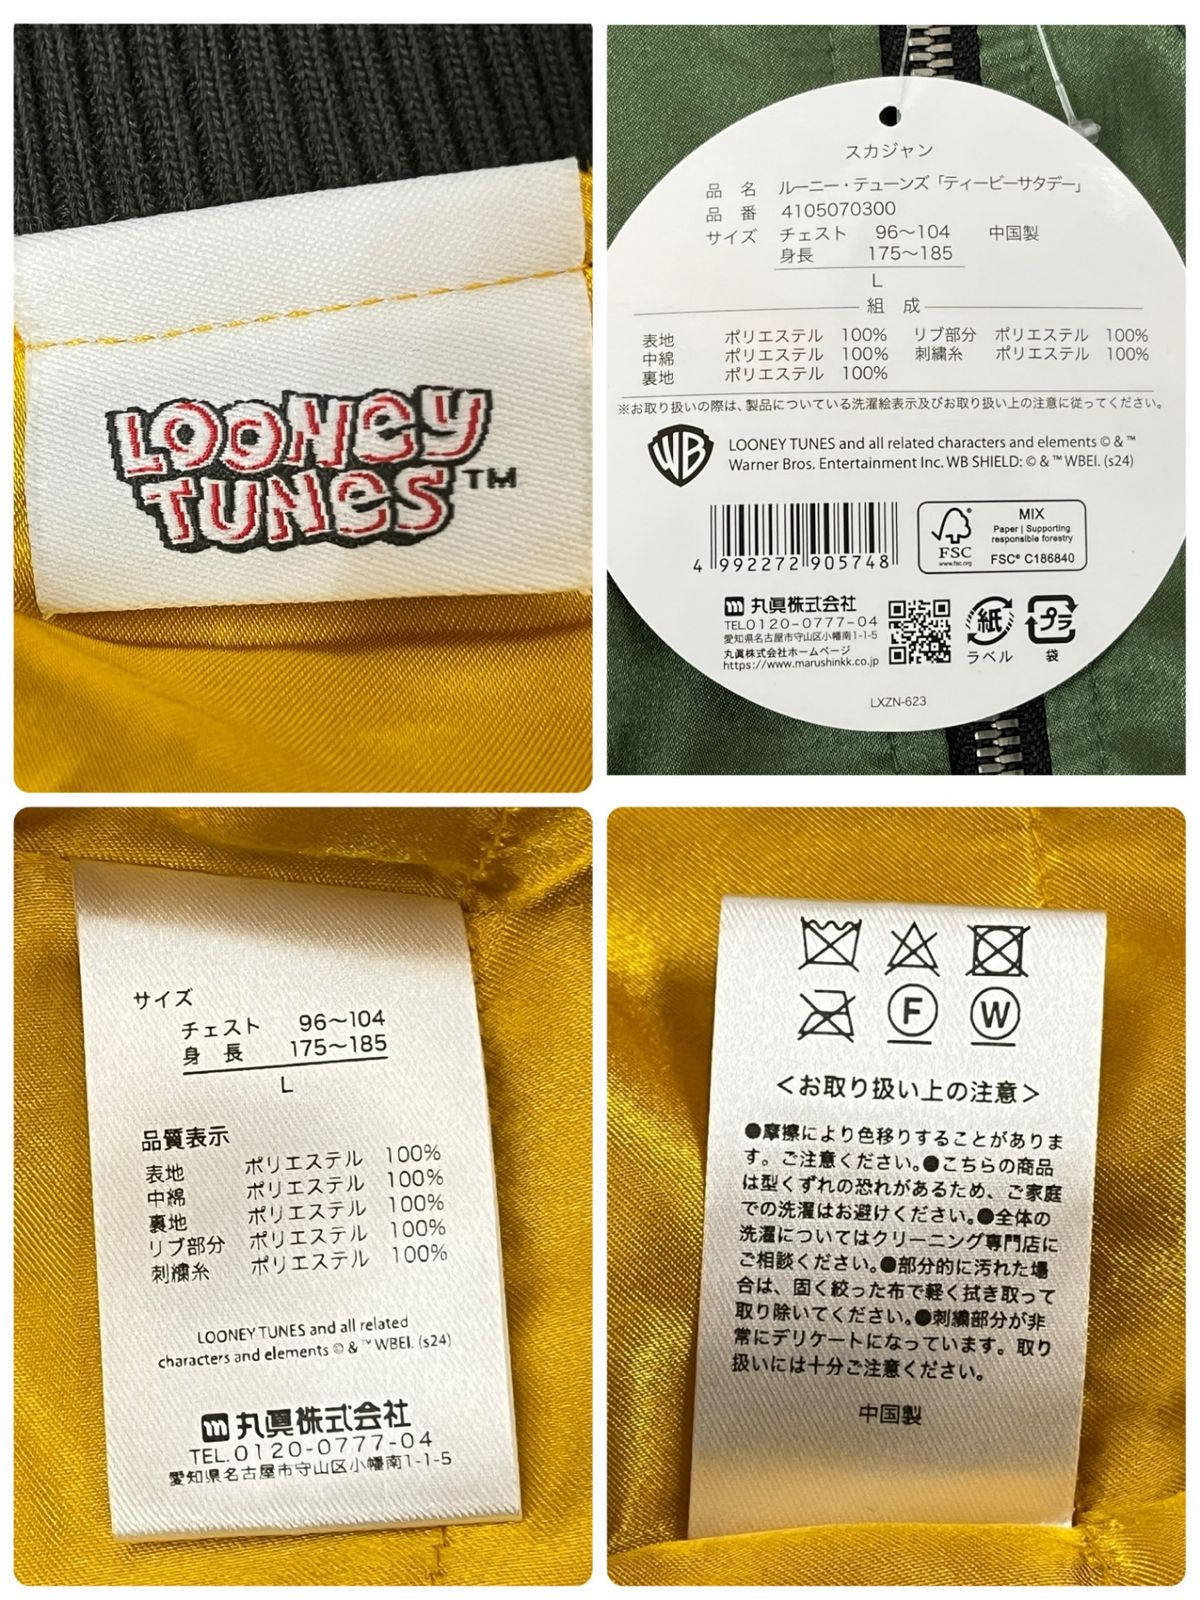 LOONEY
TUNES™
スカジャン
品 名 ルーニー・テューンズ「ティービーサタデー」
品 番 4105070300
サイズ チェスト 96～104 中国製
身長 175～185
L
組 成
表地 ポリエステル 100% リブ部分 ポリエステル 100%
中綿 ポリエステル 100% 刺繍糸 ポリエステル 100%
裏地 ポリエステル 100%
※お取り扱いの際は、製品についている洗濯絵表示及びお取り扱い上の注意に従ってください。
WB
LOONEY TUNES and all related characters and elements © & ™
Warner Bros. Entertainment Inc. WB SHIELD: © & ™ WBEI. (s24)
4 992272 905748
FSC
www.fsc.org
MIX
Paper | Supporting
responsible forestry
FSC® C186840
m 丸眞株式会社
TEL.0120-0777-04
愛知県名古屋市守山区小幡南1-1-5
丸眞株式会社ホームページ
https://www.marushinkk.co.jp
紙
ラベル
プラ
袋
LXZN-623
サイズ
チェスト 96～104
身 長 175～185
L
品質表示
表地 ポリエステル 100%
中綿 ポリエステル 100%
裏地 ポリエステル 100%
リブ部分 ポリエステル 100%
刺繍糸 ポリエステル 100%
LOONEY TUNES and all related
characters and elements © & ™ WBEI. (s24)
m 丸眞株式会社
TEL.0120-0777-04
愛知県名古屋市守山区小幡南1-1-5
F W
＜お取り扱い上の注意＞
●摩擦により色移りすることがありま
す。ご注意ください。●こちらの商品
は型くずれの恐れがあるため、ご家庭
での洗濯はお避けください。●全体の
洗濯についてはクリーニング専門店に
ご相談ください。●部分的に汚れた場
合は、固く絞った布で軽く拭き取って
取り除いてください。●刺繍部分が非
常にデリケートになっています。取り
扱いには十分ご注意ください。
中国製